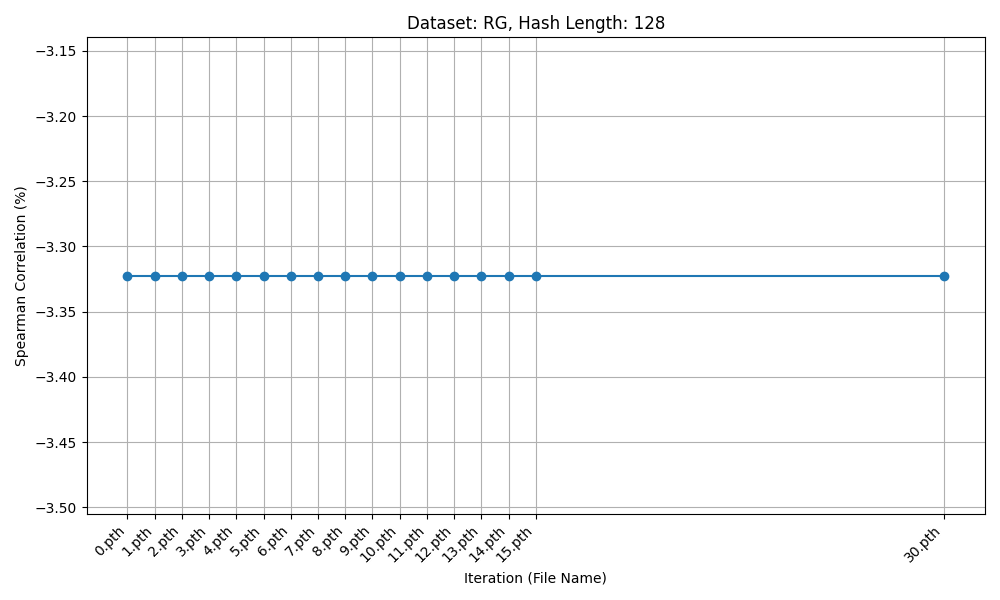 Dataset: RG, Hash Length: 128
Spearman Correlation (%)
−3.15
−3.20
−3.25
−3.30
−3.35
−3.40
−3.45
−3.50
0.pth
1.pth
2.pth
3.pth
4.pth
5.pth
6.pth
7.pth
8.pth
9.pth
10.pth
11.pth
12.pth
13.pth
14.pth
15.pth
30.pth
Iteration (File Name)